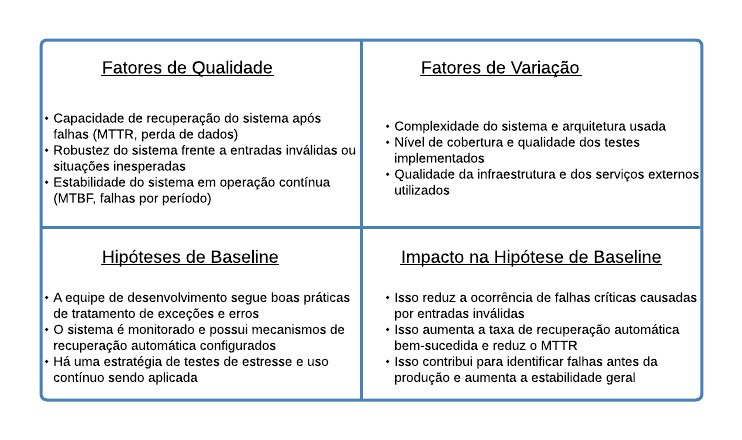 Fatores de Qualidade
• Capacidade de recuperação do sistema após
falhas (MTTR, perda de dados)
• Robustez do sistema frente a entradas inválidas ou
situações inesperadas
• Estabilidade do sistema em operação contínua
(MTBF, falhas por período)
Fatores de Variação
• Complexidade do sistema e arquitetura usada
• Nível de cobertura e qualidade dos testes
implementados
• Qualidade da infraestrutura e dos serviços externos
utilizados
Hipóteses de Baseline
• A equipe de desenvolvimento segue boas práticas
de tratamento de exceções e erros
• O sistema é monitorado e possui mecanismos de
recuperação automática configurados
• Há uma estratégia de testes de estresse e uso
contínuo sendo aplicada
Impacto na Hipótese de Baseline
• Isso reduz a ocorrência de falhas críticas causadas
por entradas inválidas
• Isso aumenta a taxa de recuperação automática
bem-sucedida e reduz o MTTR
• Isso contribui para identificar falhas antes da
produção e aumenta a estabilidade geral